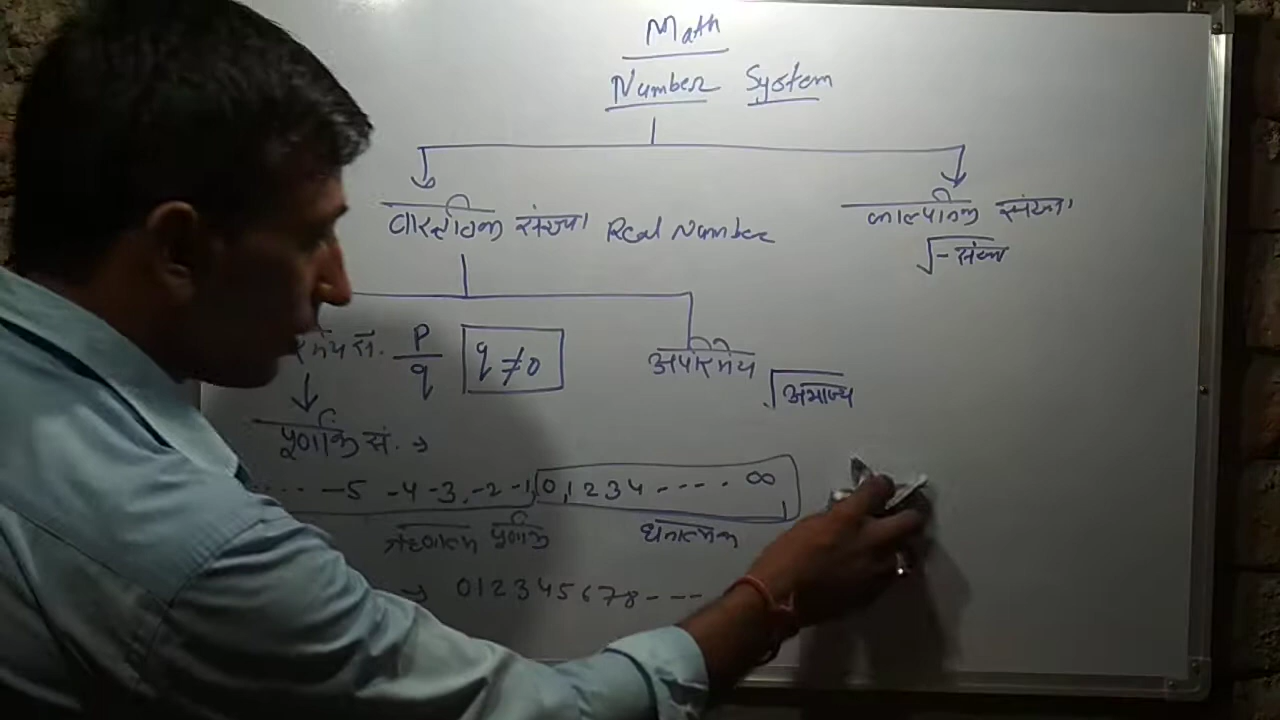 Math
Number System
वास्तविक संख्या Real Number
काल्पनिक संख्या
√-संख्या
p/q q ≠ 0
अपरिमेय
√अभाज्य
पूर्णांक सं. →
-5 -4 -3, -2 -1, 0, 1 2 3 4 - - - - . ∞
ऋणात्मक पूर्णांक धनात्मक
→ 0 1 2 3 4 5 6 7 8 - - - -